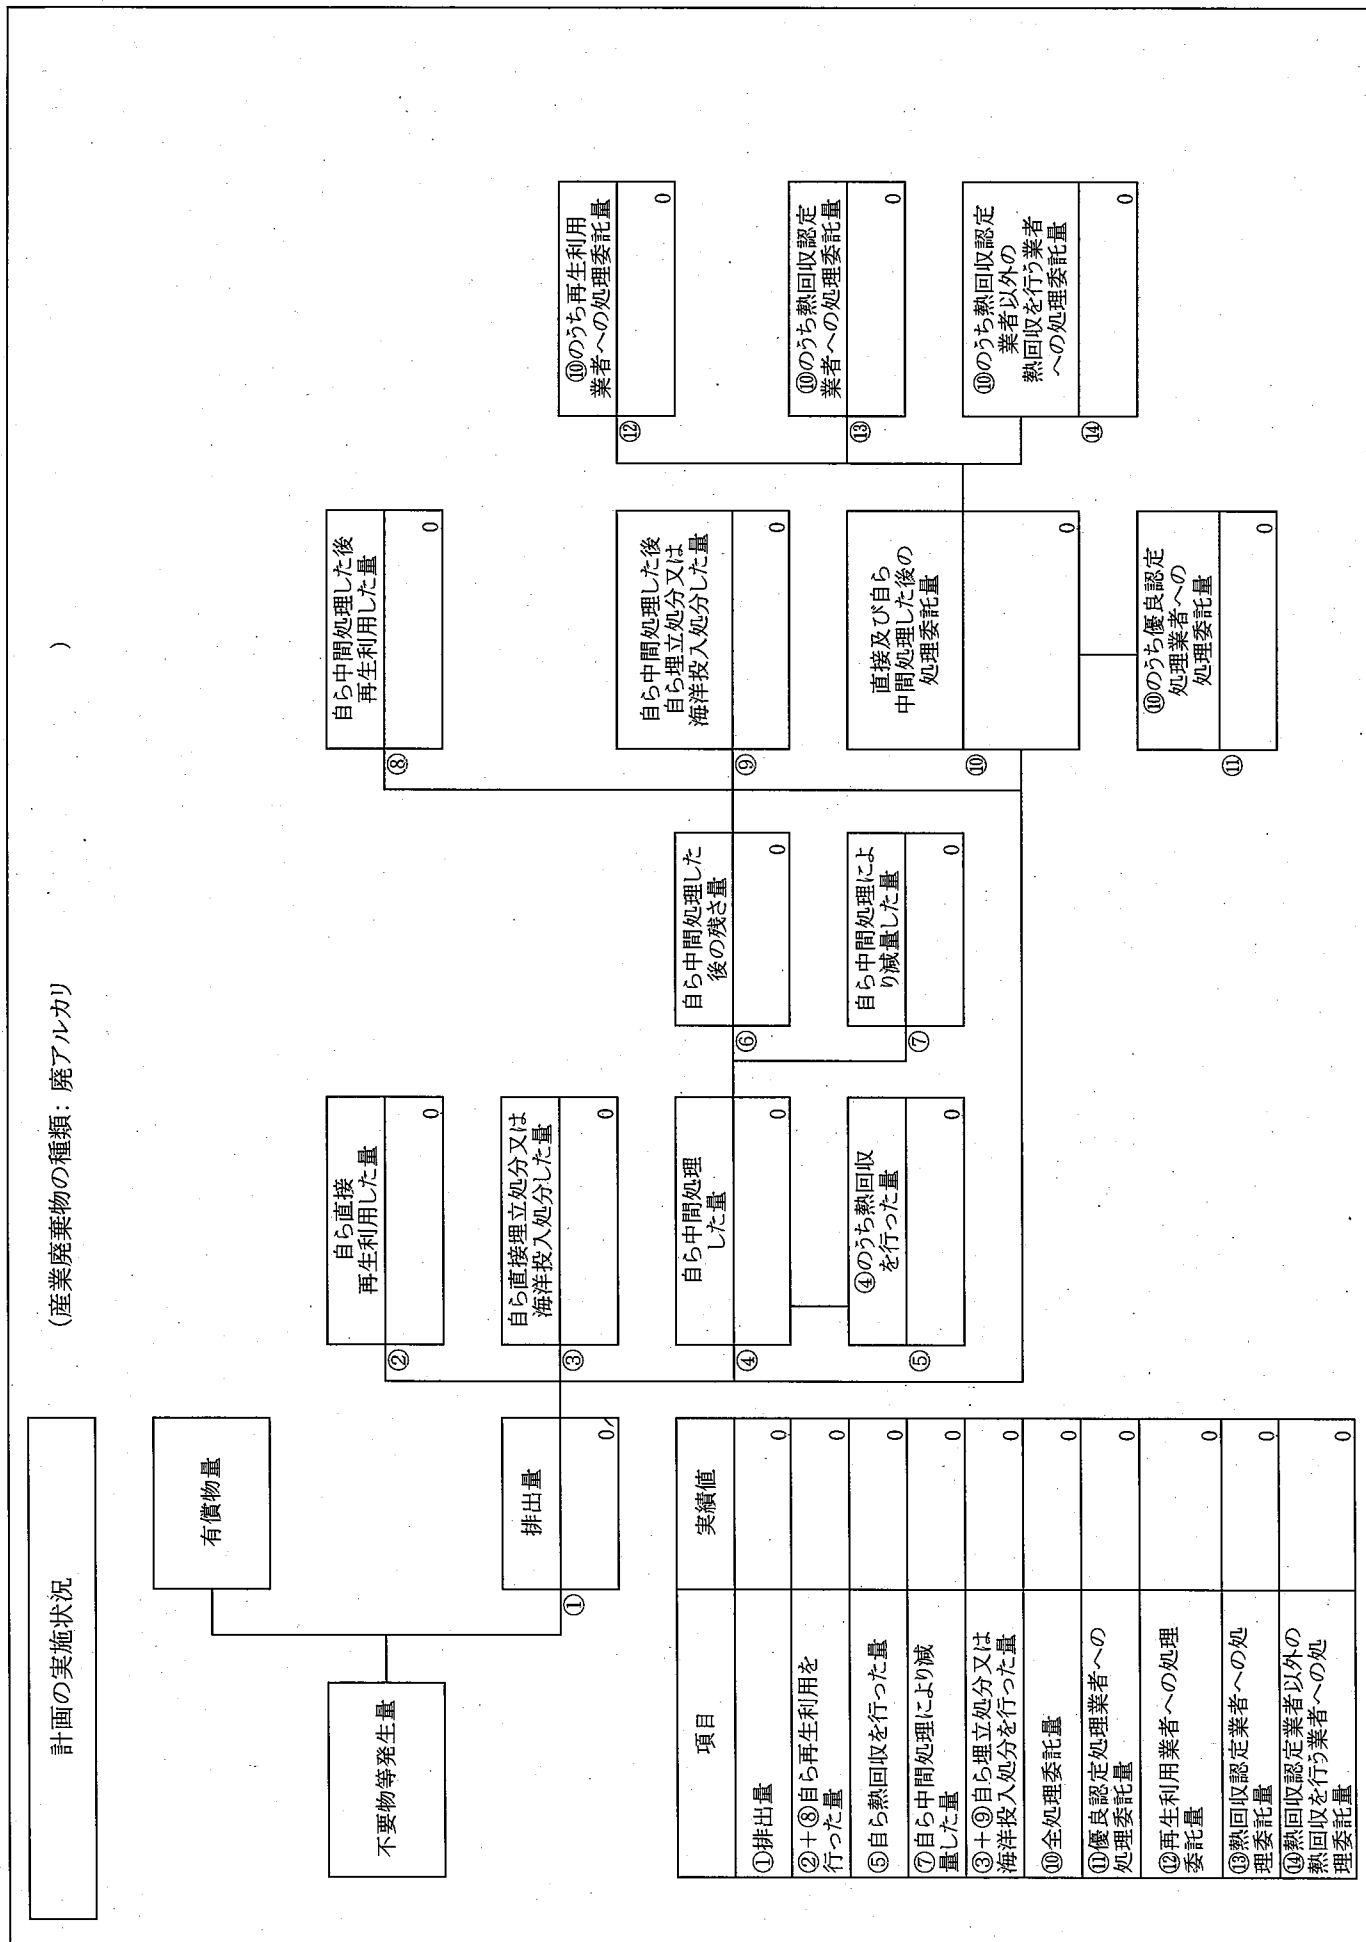 計画の実施状況
(産業廃棄物の種類: 廃アルカリ
)
不要物等発生量
有償物量
排出量
①
0
自ら直接
再生利用した量
②
0
自ら直接埋立処分又は
海洋投入処分した量
③
0
自ら中間処理
した量
④
0
④のうち熱回収
を行った量
⑤
0
自ら中間処理した
後の残さ量
⑥
0
自ら中間処理によ
り減量した量
⑦
0
自ら中間処理した後
再生利用した量
⑧
0
自ら中間処理した後
自ら埋立処分又は
海洋投入処分した量
⑨
0
直接及び自ら
中間処理した後の
処理委託量
⑩
0
⑩のうち優良認定
処理業者への
処理委託量
⑪
0
⑩のうち再生利用
業者への処理委託量
⑫
0
⑩のうち熱回収認定
業者への処理委託量
⑬
0
⑩のうち熱回収認定
業者以外の
熱回収を行う業者
への処理委託量
⑭
0
項目 実績値
①排出量 0
②+⑧自ら再生利用を
行った量 0
⑤自ら熱回収を行った量 0
⑦自ら中間処理により減
量した量 0
③+⑨自ら埋立処分又は
海洋投入処分を行った量 0
⑩全処理委託量 0
⑪優良認定処理業者への
処理委託量 0
⑫再生利用業者への処理
委託量 0
⑬熱回収認定業者への処
理委託量 0
⑭熱回収認定業者以外の
熱回収を行う業者への処
理委託量 0